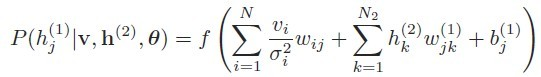 $P(h_j^{(1)}|\mathbf{v}, \mathbf{h}^{(2)}, \boldsymbol{\theta}) = f\left(\sum_{i=1}^{N} \frac{v_i}{\sigma_i^2} w_{ij} + \sum_{k=1}^{N_2} h_k^{(2)} w_{jk}^{(1)} + b_j^{(1)}\right)$